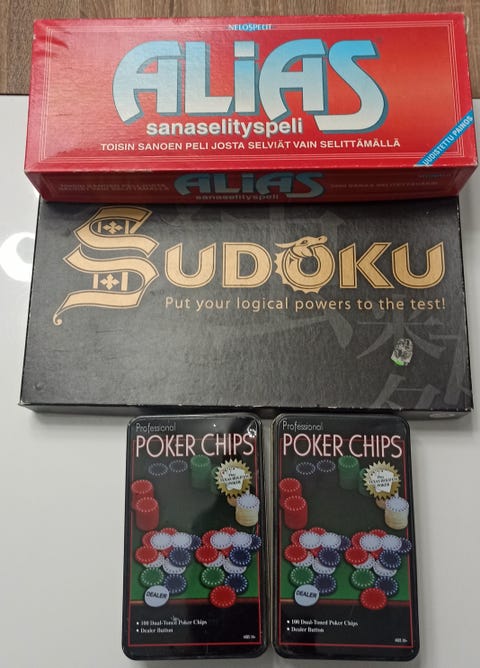 NELOSPELIT
ALiAS
sanaselityspeli
TOISIN SANOEN PELI JOSTA SELVIÄT VAIN SELITTÄMÄLLÄ
UUDISTETTU PAINOS
ALiAS
sanaselityspeli
SUDOKU
Put your logical powers to the test!
Professional
POKER CHIPS
DEALER
• 100 Dual-Toned Poker Chips
• Dealer Button
Professional
POKER CHIPS
DEALER
• 100 Dual-Toned Poker Chips
• Dealer Button